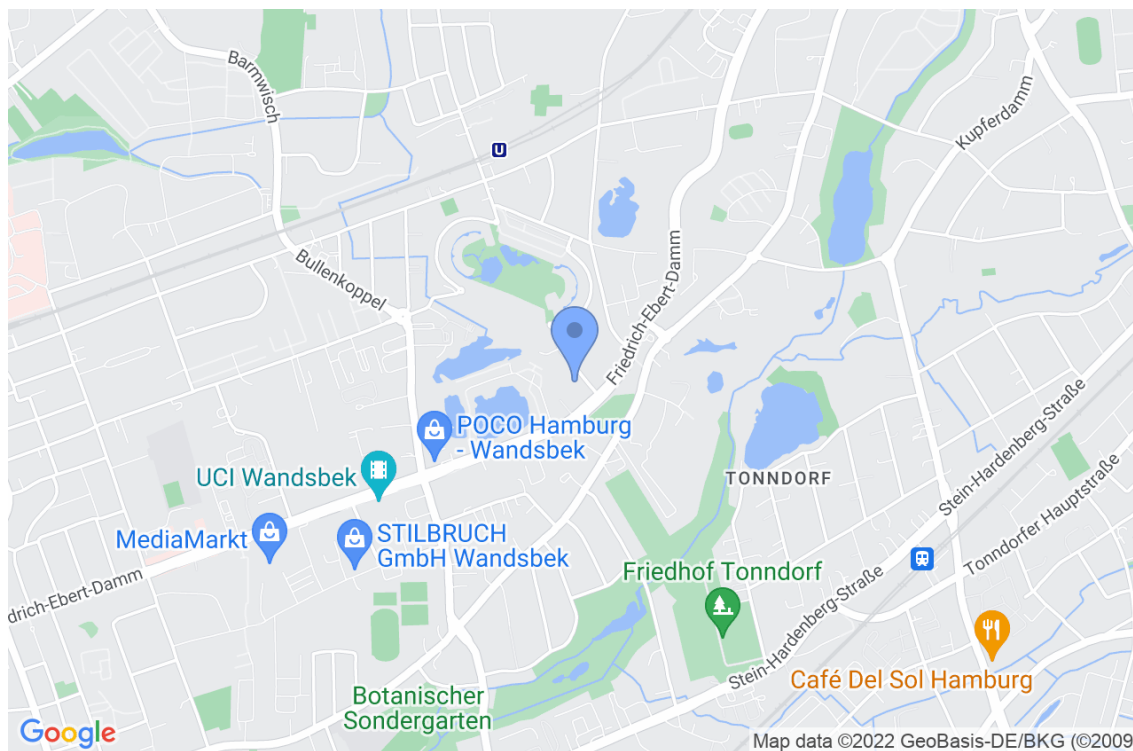 Barmwisch
Kupferdamm
U
Bullenkoppel
Friedrich-Ebert-Damm
POCO Hamburg
- Wandsbek
UCI Wandsbek
TONNDORF
Stein-Hardenberg-Straße
MediaMarkt
STILBRUCH
GmbH Wandsbek
Tonndorfer Hauptstraße
drich-Ebert-Damm
Friedhof Tonndorf
Stein-Hardenberg-Straße
Café Del Sol Hamburg
Botanischer
Sondergarten
Google
Map data ©2022 GeoBasis-DE/BKG (©2009